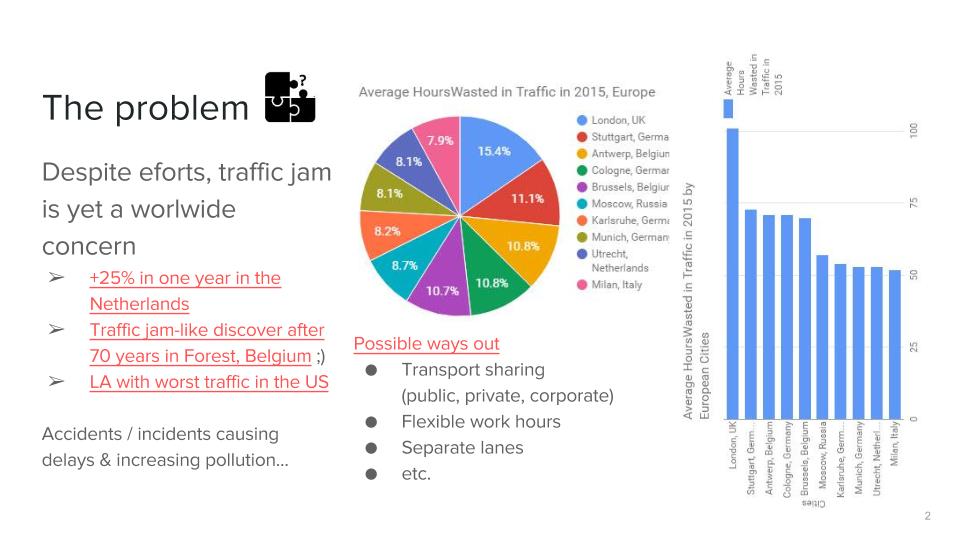 The problem
Despite eforts, traffic jam
is yet a worlwide
concern
➢ +25% in one year in the
Netherlands
➢ Traffic jam-like discover after
70 years in Forest, Belgium ;)
➢ LA with worst traffic in the US
Accidents / incidents causing
delays & increasing pollution...
Average HoursWasted in Traffic in 2015, Europe
15.4%
11.1%
10.8%
10.8%
10.7%
8.7%
8.2%
8.1%
8.1%
7.9%
London, UK
Stuttgart, Germa
Antwerp, Belgiun
Cologne, Germar
Brussels, Belgiur
Moscow, Russia
Karlsruhe, Germa
Munich, German
Utrecht,
Netherlands
Milan, Italy
Possible ways out
● Transport sharing
(public, private, corporate)
● Flexible work hours
● Separate lanes
● etc.
Average HoursWasted in Traffic in 2015 by
European Cities
Average
Hours
Wasted in
Traffic in
2015
100
75
50
25
0
London, UK
Stuttgart, Germ...
Antwerp, Belgium
Cologne, Germany
Brussels, Belgium
Moscow, Russia
Karlsruhe, Germ...
Munich, Germany
Utrecht, Netherl...
Milan, Italy
Cities
2